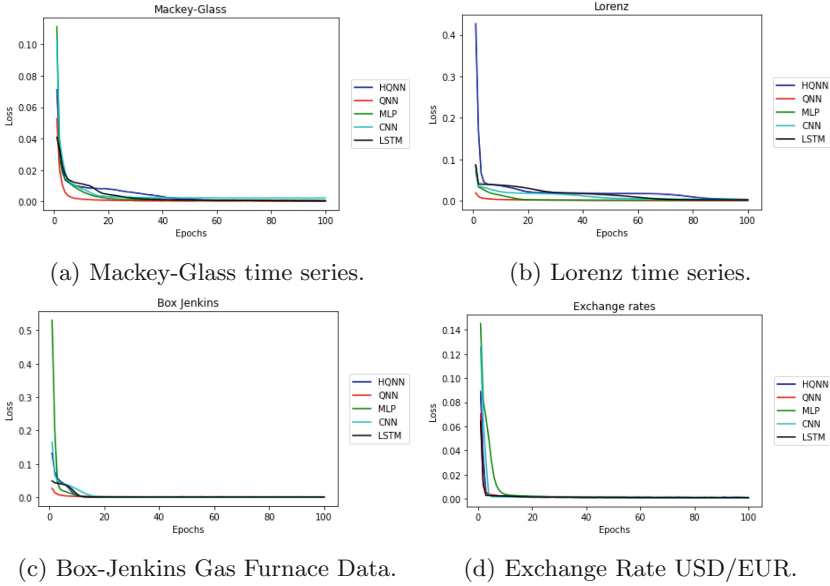 Mackey-Glass
Loss
0.10
0.08
0.06
0.04
0.02
0.00
0
20
40
60
80
100
Epochs
HQNN
QNN
MLP
CNN
LSTM
(a) Mackey-Glass time series.
Lorenz
Loss
0.4
0.3
0.2
0.1
0.0
0
20
40
60
80
100
Epochs
HQNN
QNN
MLP
CNN
LSTM
(b) Lorenz time series.
Box Jenkins
Loss
0.5
0.4
0.3
0.2
0.1
0.0
0
20
40
60
80
100
Epochs
HQNN
QNN
MLP
CNN
LSTM
(c) Box-Jenkins Gas Furnace Data.
Exchange rates
Loss
0.14
0.12
0.10
0.08
0.06
0.04
0.02
0.00
0
20
40
60
80
100
Epochs
HQNN
QNN
MLP
CNN
LSTM
(d) Exchange Rate USD/EUR.